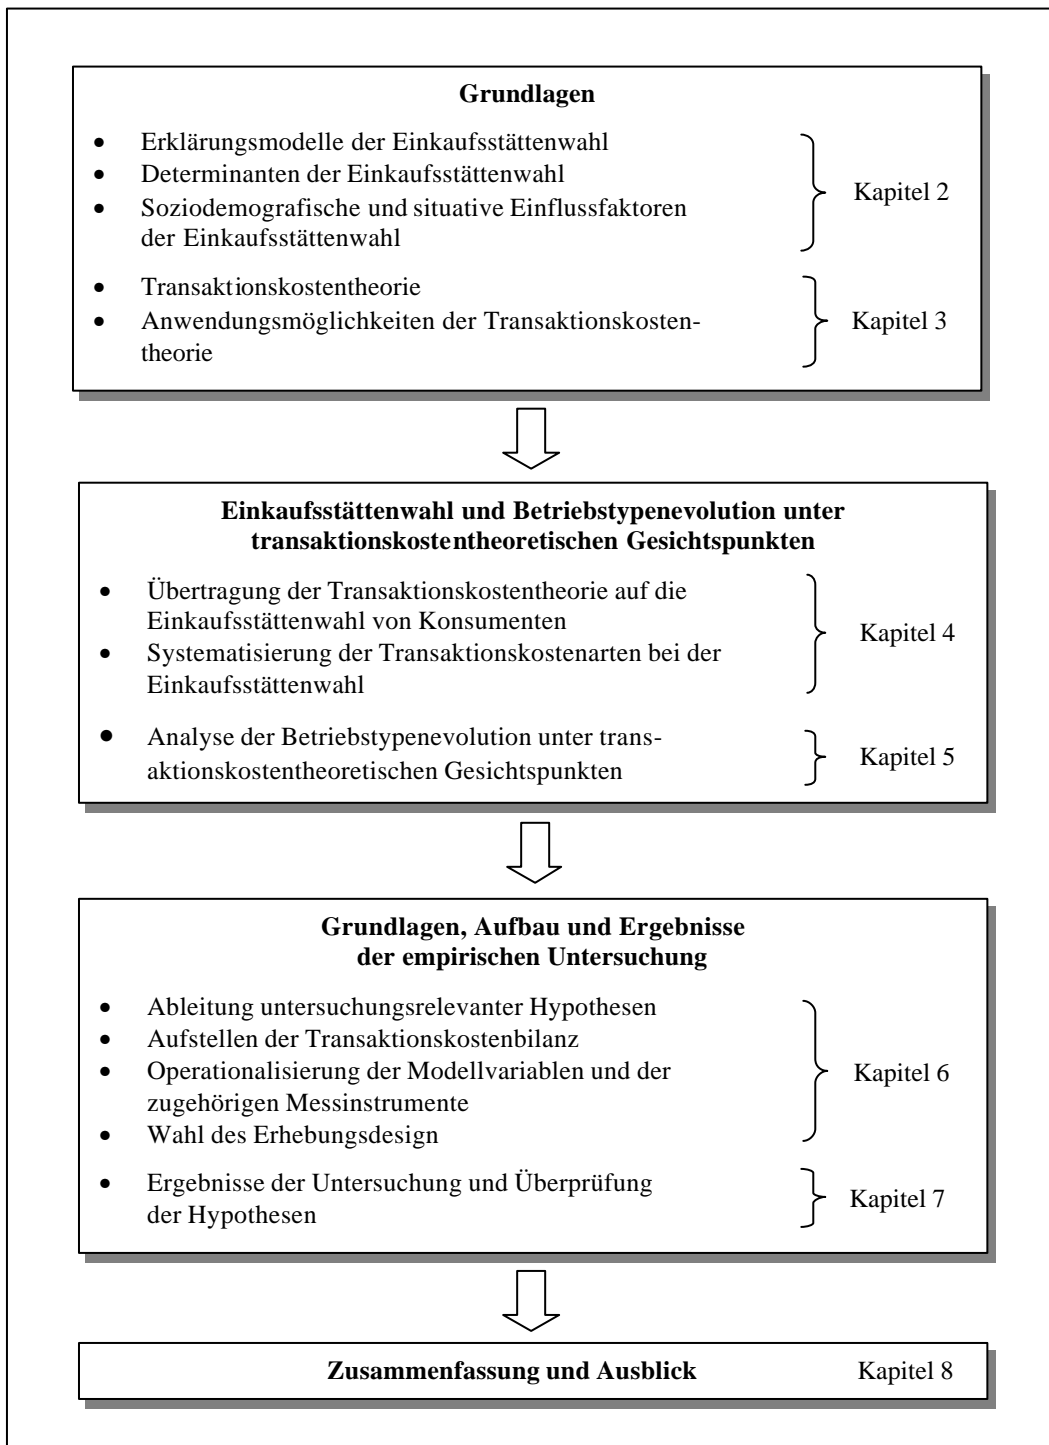 Grundlagen
• Erklärungsmodelle der Einkaufsstättenwahl
• Determinanten der Einkaufsstättenwahl
• Soziodemografische und situative Einflussfaktoren
der Einkaufsstättenwahl
Kapitel 2
• Transaktionskostentheorie
• Anwendungsmöglichkeiten der Transaktionskosten-
theorie
Kapitel 3
Einkaufsstättenwahl und Betriebstypenevolution unter
transaktionskostentheoretischen Gesichtspunkten
• Übertragung der Transaktionskostentheorie auf die
Einkaufsstättenwahl von Konsumenten
• Systematisierung der Transaktionskostenarten bei der
Einkaufsstättenwahl
Kapitel 4
• Analyse der Betriebstypenevolution unter trans-
aktionskostentheoretischen Gesichtspunkten
Kapitel 5
Grundlagen, Aufbau und Ergebnisse
der empirischen Untersuchung
• Ableitung untersuchungsrelevanter Hypothesen
• Aufstellen der Transaktionskostenbilanz
• Operationalisierung der Modellvariablen und der
zugehörigen Messinstrumente
• Wahl des Erhebungsdesign
Kapitel 6
• Ergebnisse der Untersuchung und Überprüfung
der Hypothesen
Kapitel 7
Zusammenfassung und Ausblick Kapitel 8